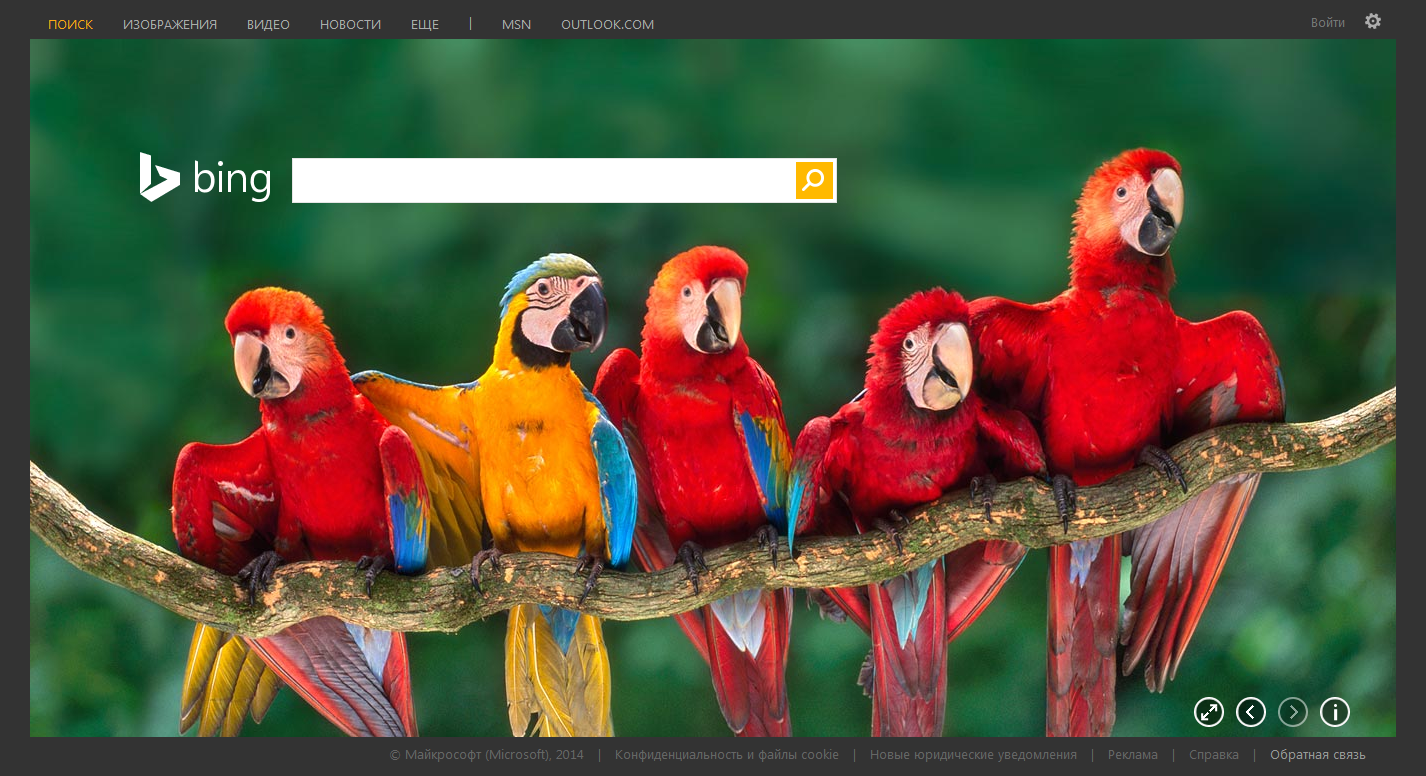 ПОИСК ИЗОБРАЖЕНИЯ ВИДЕО НОВОСТИ ЕЩЕ | MSN OUTLOOK.COM Войти
bing
© Майкрософт (Microsoft), 2014 | Конфиденциальность и файлы cookie | Новые юридические уведомления | Реклама | Справка | Обратная связь